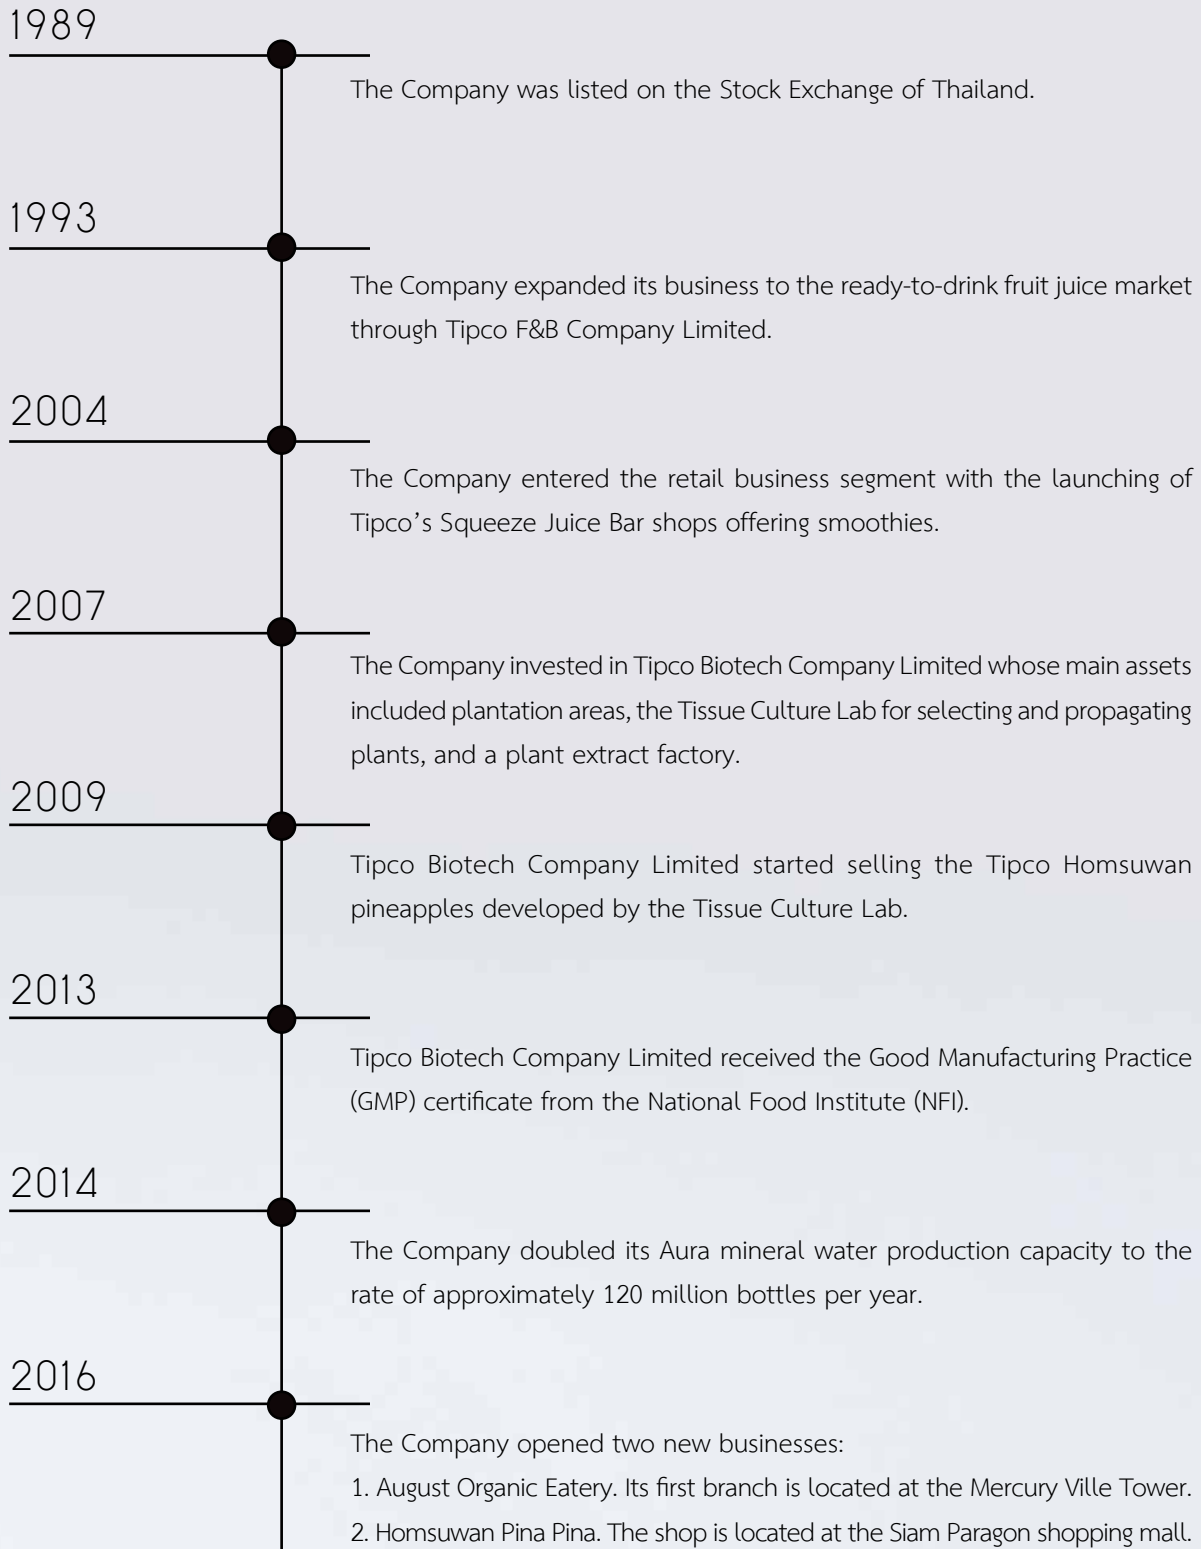 1989
The Company was listed on the Stock Exchange of Thailand.
1993
The Company expanded its business to the ready-to-drink fruit juice market
through Tipco F&B Company Limited.
2004
The Company entered the retail business segment with the launching of
Tipco’s Squeeze Juice Bar shops offering smoothies.
2007
The Company invested in Tipco Biotech Company Limited whose main assets
included plantation areas, the Tissue Culture Lab for selecting and propagating
plants, and a plant extract factory.
2009
Tipco Biotech Company Limited started selling the Tipco Homsuwan
pineapples developed by the Tissue Culture Lab.
2013
Tipco Biotech Company Limited received the Good Manufacturing Practice
(GMP) certificate from the National Food Institute (NFI).
2014
The Company doubled its Aura mineral water production capacity to the
rate of approximately 120 million bottles per year.
2016
The Company opened two new businesses:
1. August Organic Eatery. Its first branch is located at the Mercury Ville Tower.
2. Homsuwan Pina Pina. The shop is located at the Siam Paragon shopping mall.